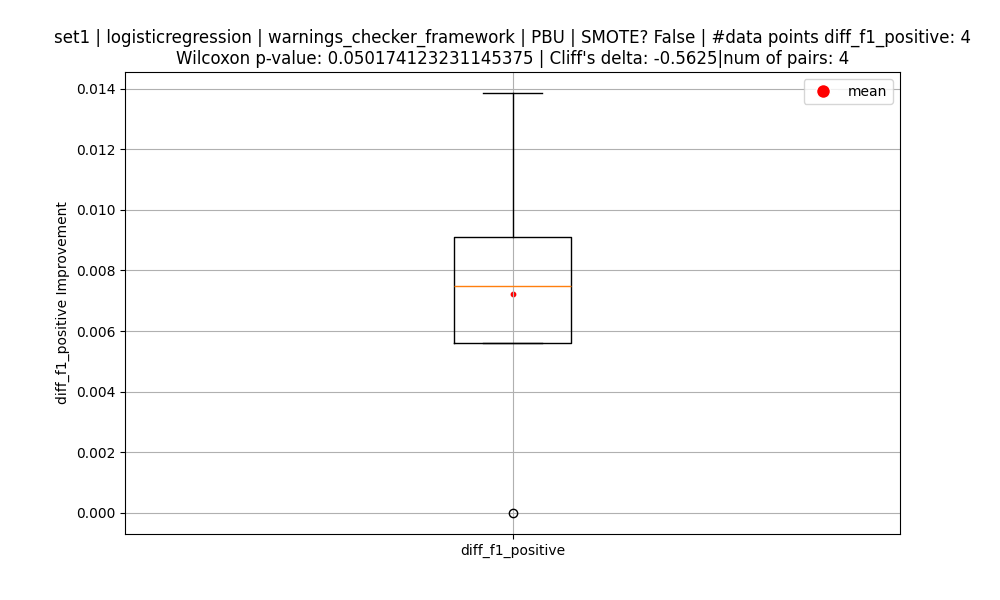 set1 | logisticregression | warnings_checker_framework | PBU | SMOTE? False | #data points diff_f1_positive: 4
Wilcoxon p-value: 0.050174123231145375 | Cliff's delta: -0.5625|num of pairs: 4
mean
0.014
0.012
0.010
0.008
0.006
0.004
0.002
0.000
diff_f1_positive Improvement
diff_f1_positive